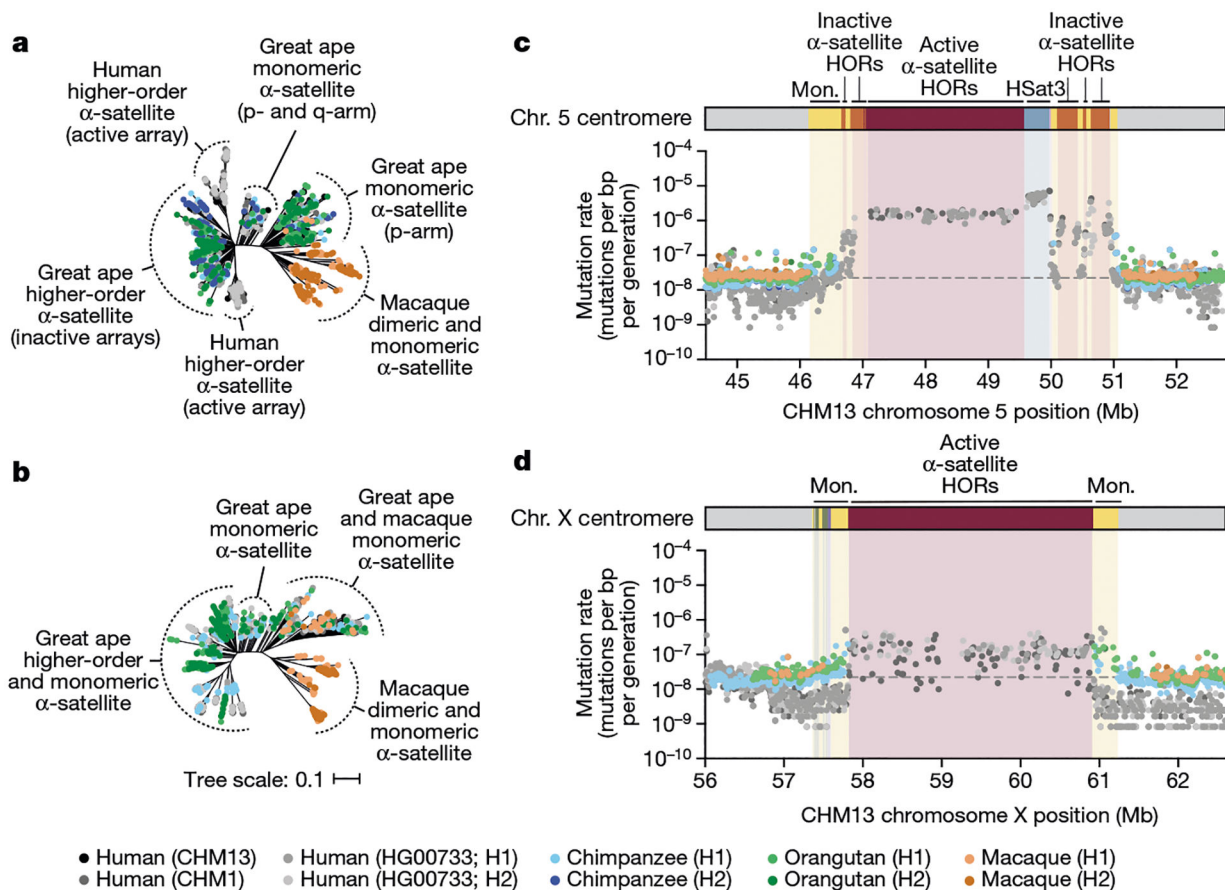 a
Human
higher-order
α-satellite
(active array)
Great ape
monomeric
α-satellite
(p- and q-arm)
Great ape
monomeric
α-satellite
(p-arm)
Great ape
higher-order
α-satellite
(inactive arrays)
Human
higher-order
α-satellite
(active array)
Macaque
dimeric and
monomeric
α-satellite
b
Great ape
monomeric
α-satellite
Great ape
and macaque
monomeric
α-satellite
Great ape
higher-order
and monomeric
α-satellite
Macaque
dimeric and
monomeric
α-satellite
Tree scale: 0.1
c
Inactive
α-satellite
HORs
Active
α-satellite
HORs
Inactive
α-satellite
HORs
Mon.
HSat3
Chr. 5 centromere
Mutation rate
(mutations per bp
per generation)
10⁻⁴
10⁻⁵
10⁻⁶
10⁻⁷
10⁻⁸
10⁻⁹
10⁻¹⁰
45 46 47 48 49 50 51 52
CHM13 chromosome 5 position (Mb)
d
Active
α-satellite
HORs
Mon.
Mon.
Chr. X centromere
Mutation rate
(mutations per bp
per generation)
10⁻⁴
10⁻⁵
10⁻⁶
10⁻⁷
10⁻⁸
10⁻⁹
10⁻¹⁰
56 57 58 59 60 61 62
CHM13 chromosome X position (Mb)
Human (CHM13) Human (HG00733; H1) Chimpanzee (H1) Orangutan (H1) Macaque (H1)
Human (CHM1) Human (HG00733; H2) Chimpanzee (H2) Orangutan (H2) Macaque (H2)